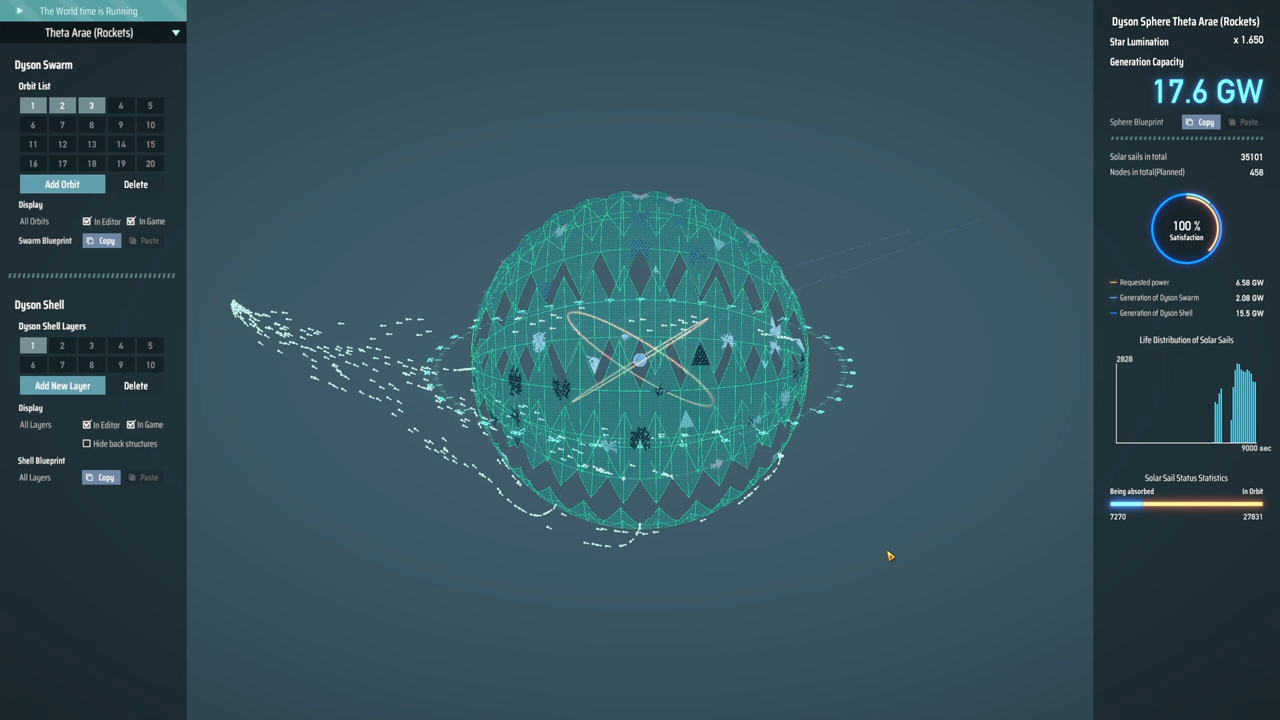 The World time is Running
Theta Arae (Rockets)
Dyson Swarm
Orbit List
1 2 3 4 5
6 7 8 9 10
11 12 13 14 15
16 17 18 19 20
Add Orbit Delete
Display
All Orbits In Editor In Game
Swarm Blueprint Copy Paste
Dyson Shell
Dyson Shell Layers
1 2 3 4 5
6 7 8 9 10
Add New Layer Delete
Display
All Layers In Editor In Game
Hide back structures
Shell Blueprint
All Layers Copy Paste
Dyson Sphere Theta Arae (Rockets)
Star Lumination x 1.650
Generation Capacity
17.6 GW
Sphere Blueprint Copy Paste
Solar sails in total 35101
Nodes in total(Planned) 458
100 %
Satisfaction
Requested power 6.58 GW
Generation of Dyson Swarm 2.08 GW
Generation of Dyson Shell 15.5 GW
Life Distribution of Solar Sails
2828
9000 sec
Solar Sail Status Statistics
Being absorbed In Orbit
7270 27831